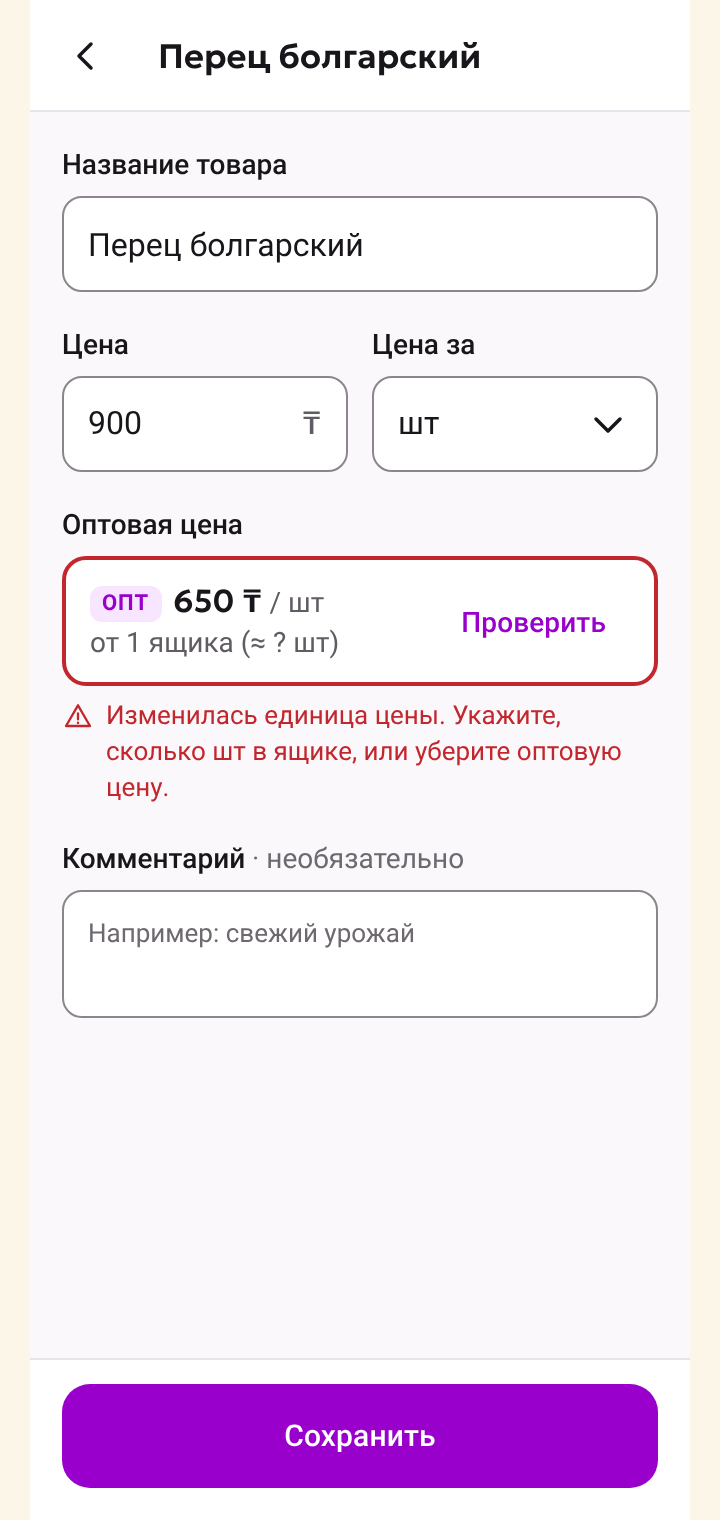 Перец болгарский
Название товара
Перец болгарский
Цена
Цена за
900 ₸
шт
Оптовая цена
ОПТ 650 ₸ / шт
от 1 ящика (≈ ? шт)
Проверить
Изменилась единица цены. Укажите,
сколько шт в ящике, или уберите оптовую
цену.
Комментарий · необязательно
Например: свежий урожай
Сохранить